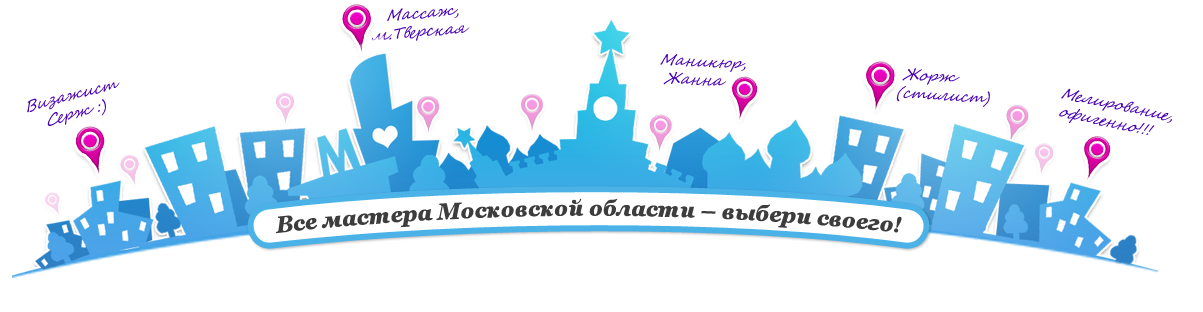 Визажист
Серж :)
Массаж,
м.Тверская
М
Маникюр,
Жанна
Жорж
(стилист)
Мелирование,
офигенно!!!
Все мастера Московской области – выбери своего!